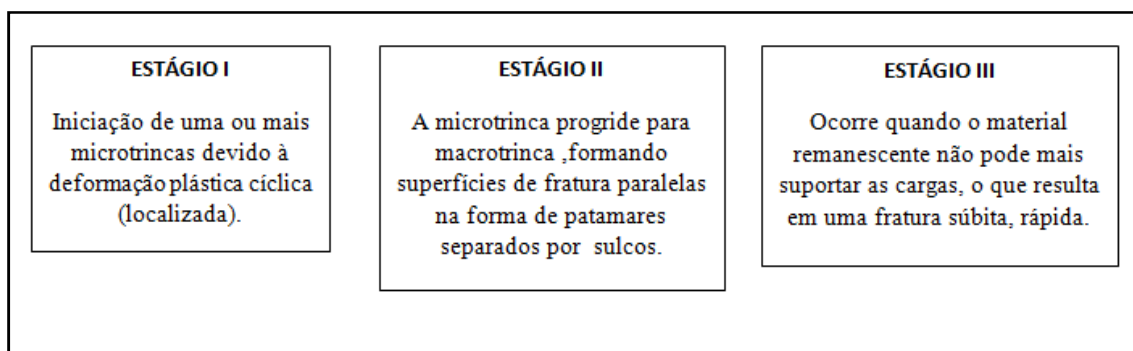 ESTÁGIO I
Iniciação de uma ou mais
microtrincas devido à
deformação plástica cíclica
(localizada).
ESTÁGIO II
A microtrinca progride para
macrotrinca ,formando
superfícies de fratura paralelas
na forma de patamares
separados por sulcos.
ESTÁGIO III
Ocorre quando o material
remanescente não pode mais
suportar as cargas, o que resulta
em uma fratura súbita, rápida.